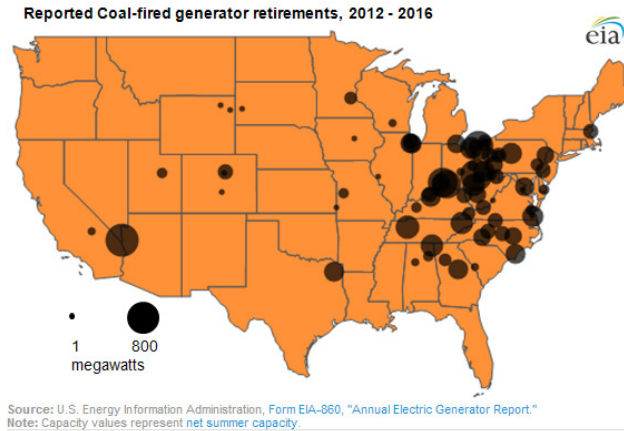 Reported Coal-fired generator retirements, 2012 - 2016
eia
1 800
megawatts
Source: U.S. Energy Information Administration, Form EIA-860, "Annual Electric Generator Report."
Note: Capacity values represent net summer capacity.